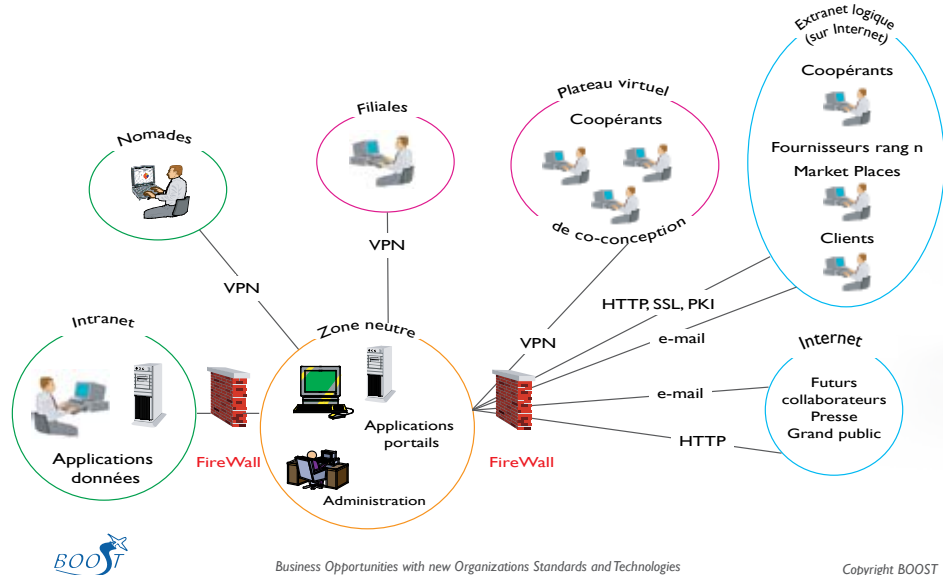 Extranet logique
(sur Internet)
Coopérants
Fournisseurs rang n
Market Places
Clients
Plateau virtuel
Coopérants
de co-conception
Filiales
Nomades
VPN
VPN
VPN
HTTP, SSL, PKI
e-mail
Intranet
Applications
données
FireWall
Zone neutre
Applications
portails
Administration
FireWall
e-mail
HTTP
Internet
Futurs
collaborateurs
Presse
Grand public
BOOST
Business Opportunities with new Organizations Standards and Technologies
Copyright BOOST